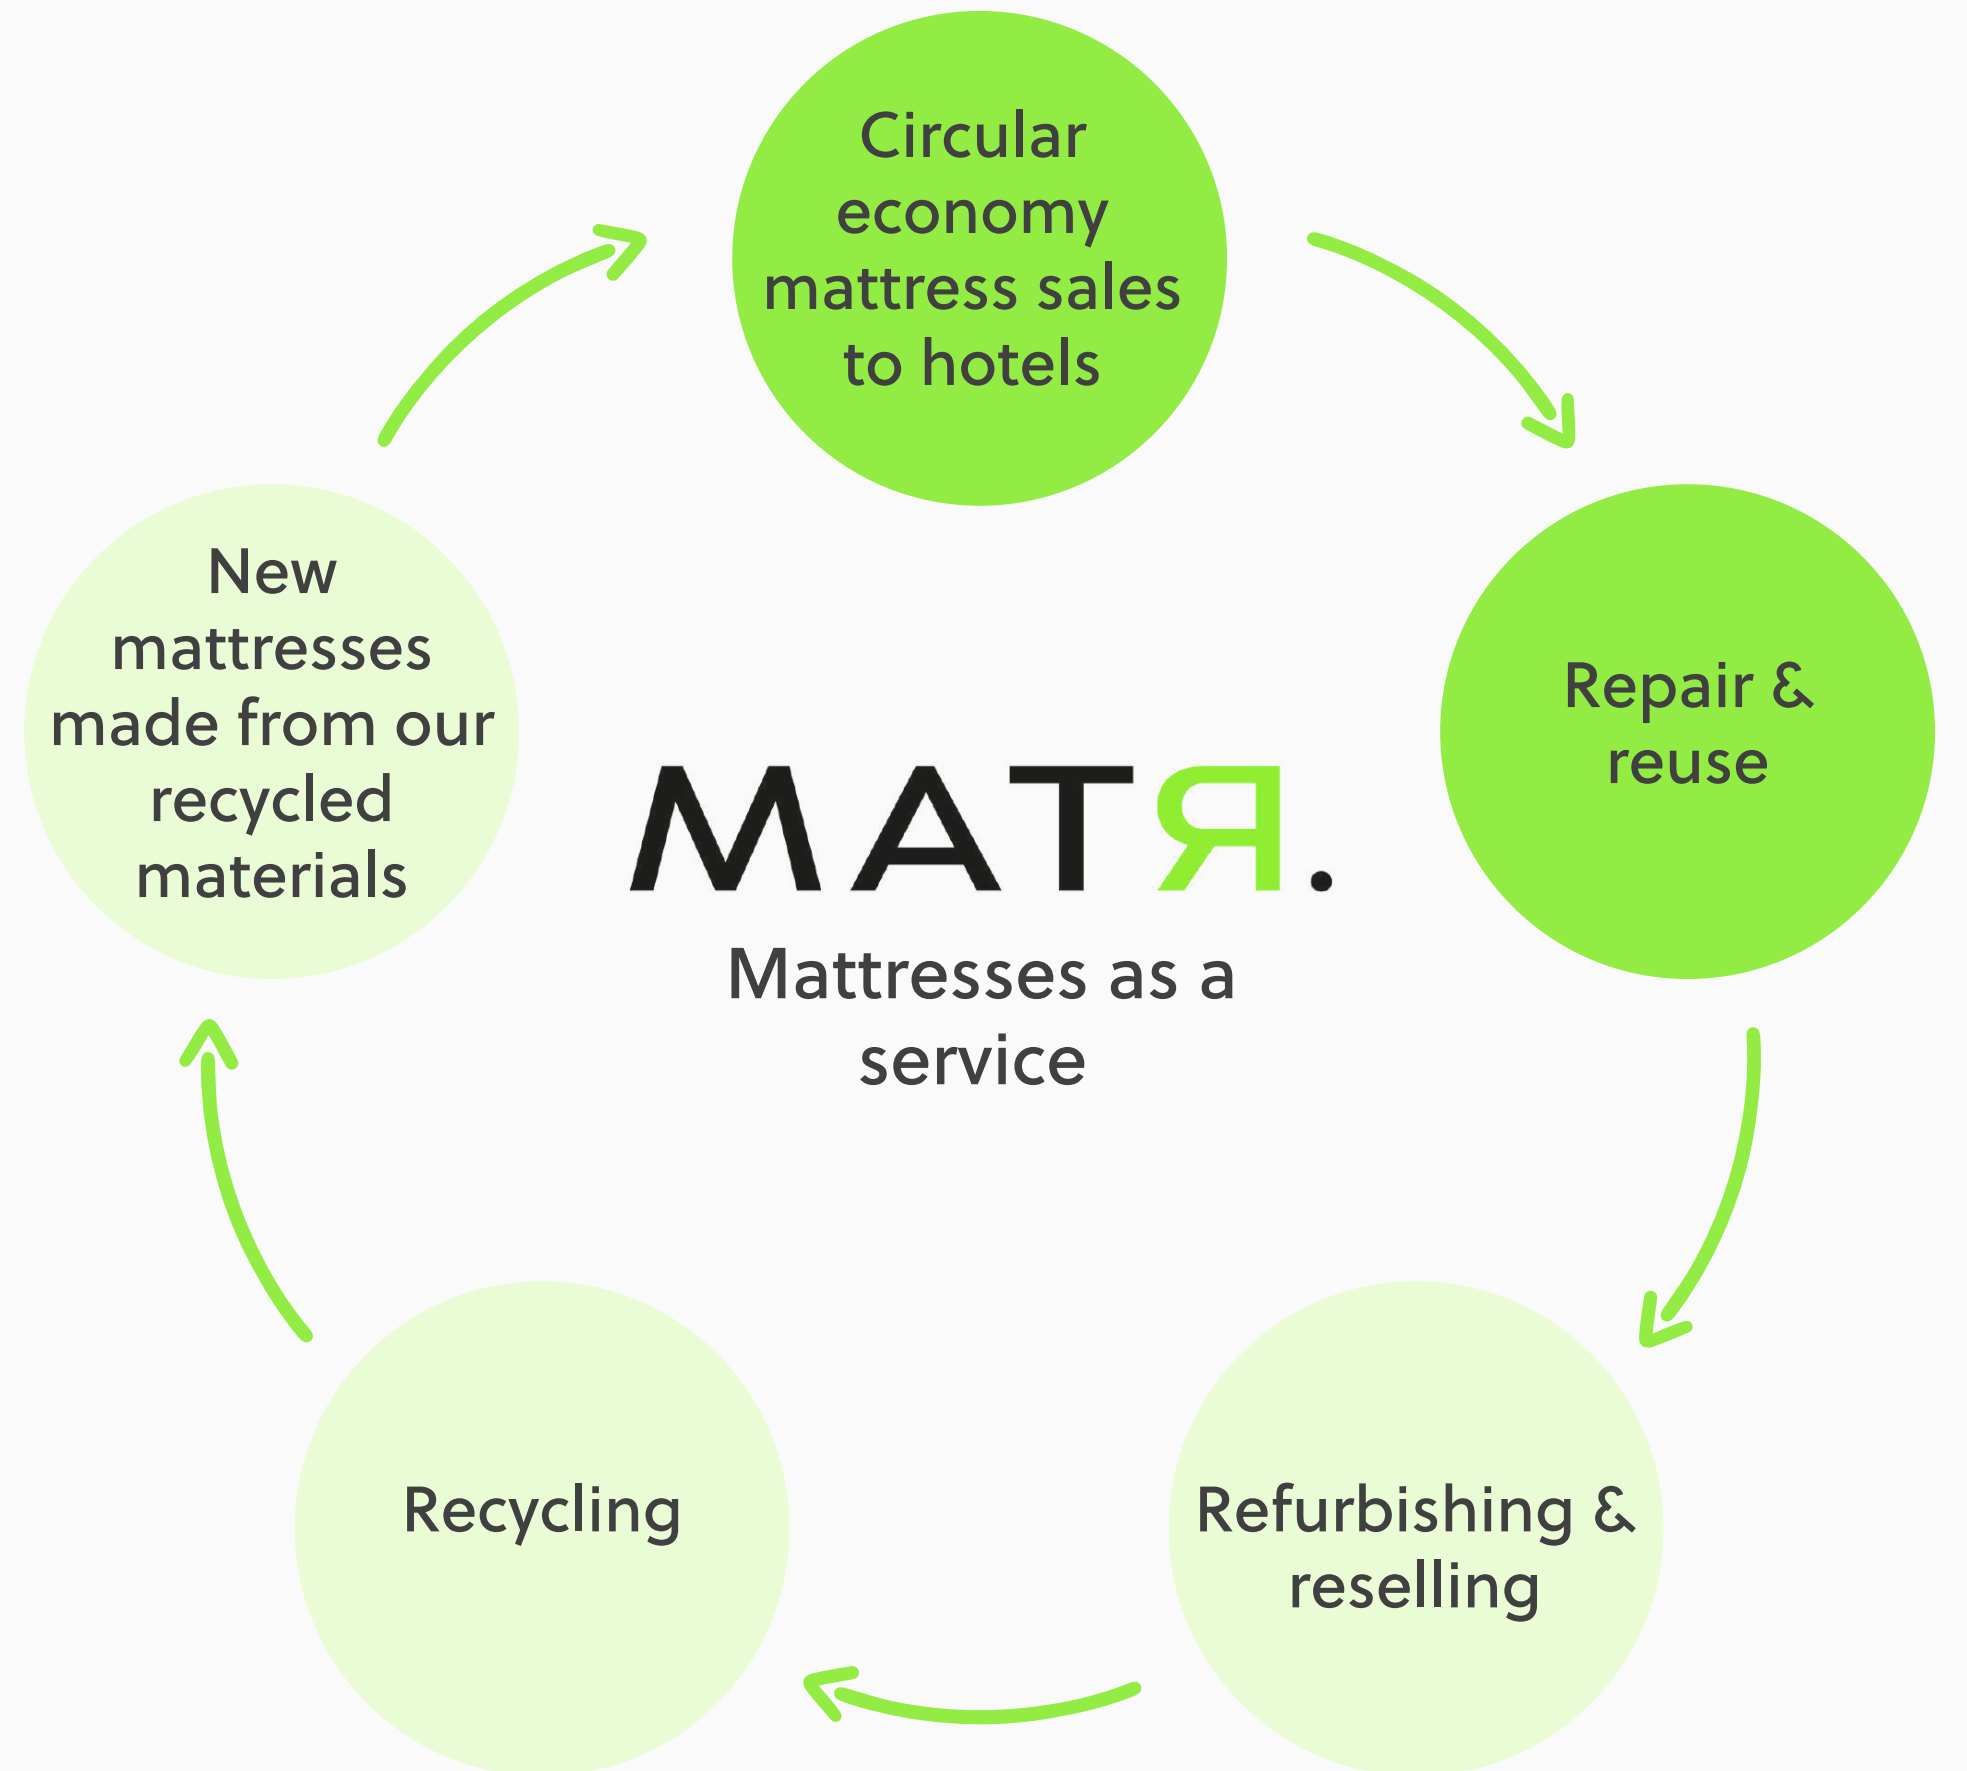 Circular
economy
mattress sales
to hotels
New
mattresses
made from our
recycled
materials
Repair &
reuse
MATЯ.
Mattresses as a
service
Recycling
Refurbishing &
reselling